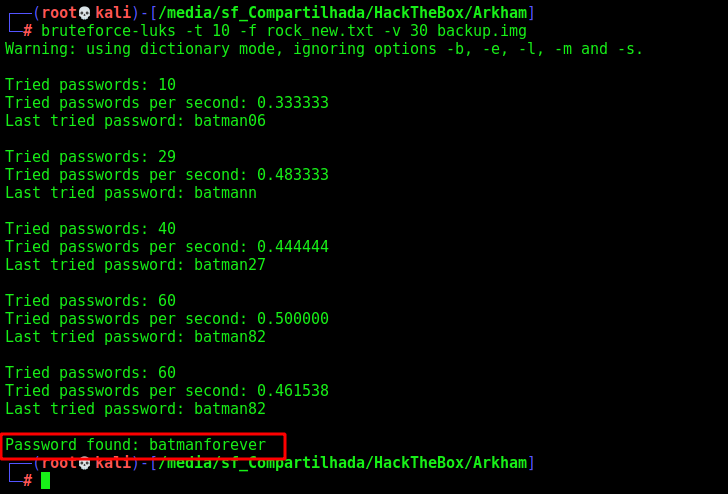 ┌──(root💀kali)-[/media/sf_Compartilhada/HackTheBox/Arkham]
└─# bruteforce-luks -t 10 -f rock_new.txt -v 30 backup.img
Warning: using dictionary mode, ignoring options -b, -e, -l, -m and -s.
Tried passwords: 10
Tried passwords per second: 0.333333
Last tried password: batman06
Tried passwords: 29
Tried passwords per second: 0.483333
Last tried password: batmann
Tried passwords: 40
Tried passwords per second: 0.444444
Last tried password: batman27
Tried passwords: 60
Tried passwords per second: 0.500000
Last tried password: batman82
Tried passwords: 60
Tried passwords per second: 0.461538
Last tried password: batman82
Password found: batmanforever
┌──(root💀kali)-[/media/sf_Compartilhada/HackTheBox/Arkham]
└─#